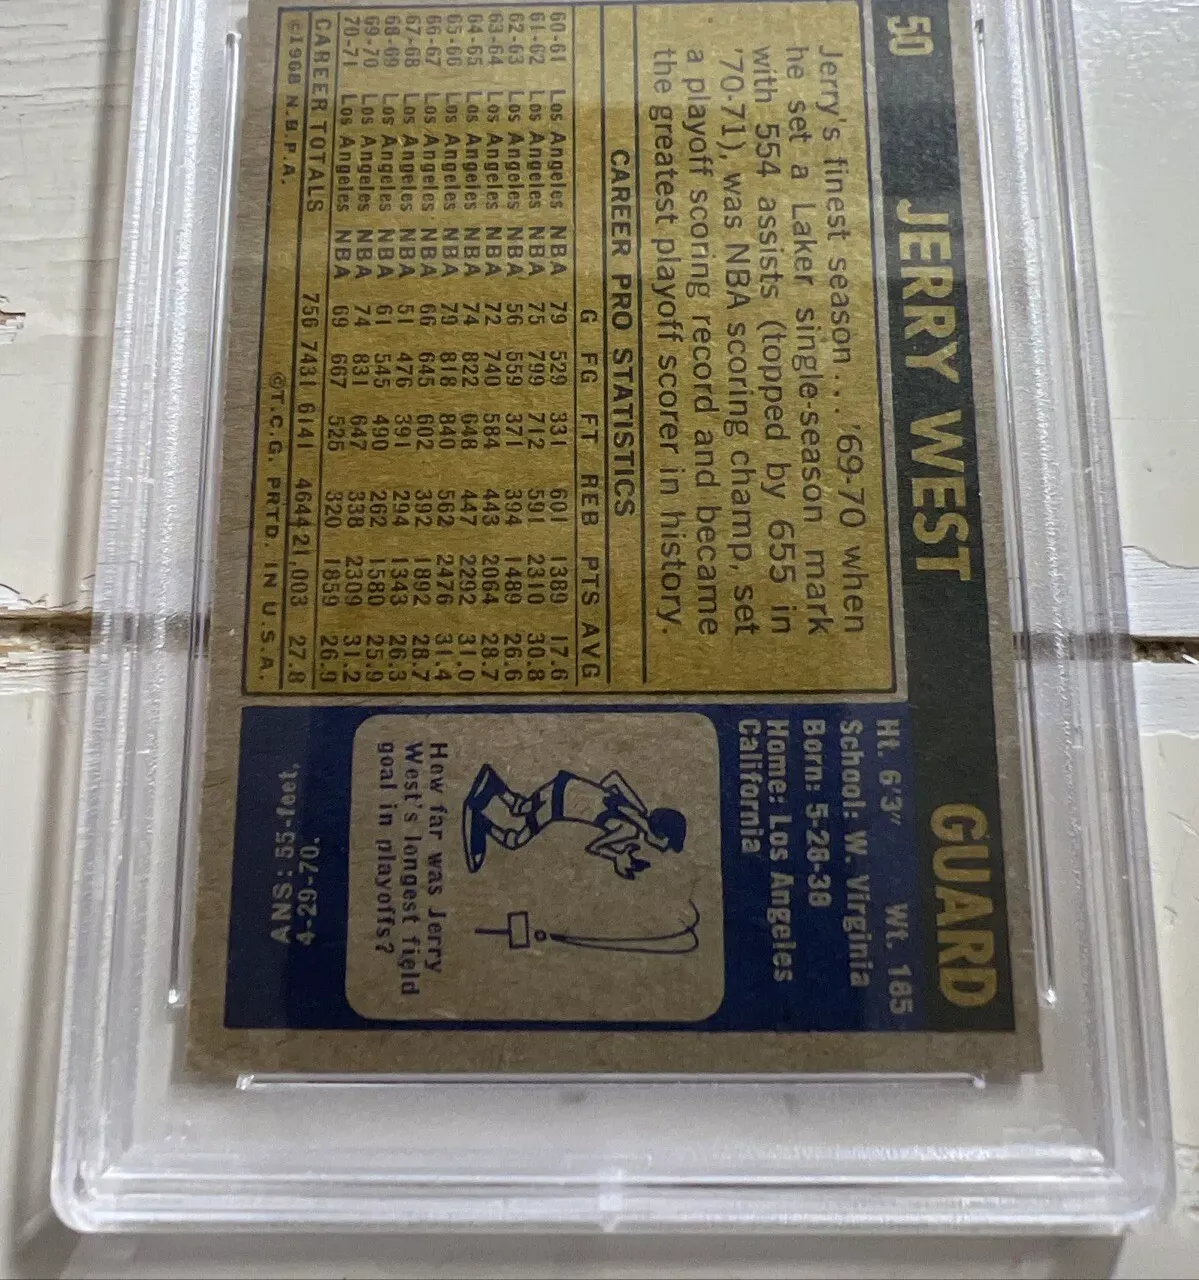 50 JERRY WEST GUARD
Jerry's finest season ... '69-70 when
he set a Laker single-season mark
with 554 assists (topped by 655 in
'70-71), was NBA scoring champ, set
a playoff scoring record and became
the greatest playoff scorer in history.
CAREER PRO STATISTICS
G FG FT REB PTS AVG
60-61 Los Angeles NBA 79 529 331 601 1389 17.6
61-62 Los Angeles NBA 75 799 712 591 2310 30.8
62-63 Los Angeles NBA 56 559 371 394 1489 26.6
63-64 Los Angeles NBA 72 740 584 443 2064 28.7
64-65 Los Angeles NBA 74 822 648 447 2292 31.0
65-66 Los Angeles NBA 79 818 840 562 2476 31.4
66-67 Los Angeles NBA 66 645 602 392 1892 28.7
67-68 Los Angeles NBA 51 476 391 294 1343 26.3
68-69 Los Angeles NBA 61 545 490 262 1580 25.9
69-70 Los Angeles NBA 74 831 647 338 2309 31.2
70-71 Los Angeles NBA 69 667 525 320 1859 26.9
CAREER TOTALS 756 7431 6141 4644 21,003 27.8
©1968 N.B.P.A. ©T.C.G. PRTD. IN U.S.A.
Ht. 6'3" Wt. 185
School: W. Virginia
Born: 5-28-38
Home: Los Angeles
California
How far was Jerry
West's longest field
goal in playoffs?
ANS: 55-feet,
4-29-70.